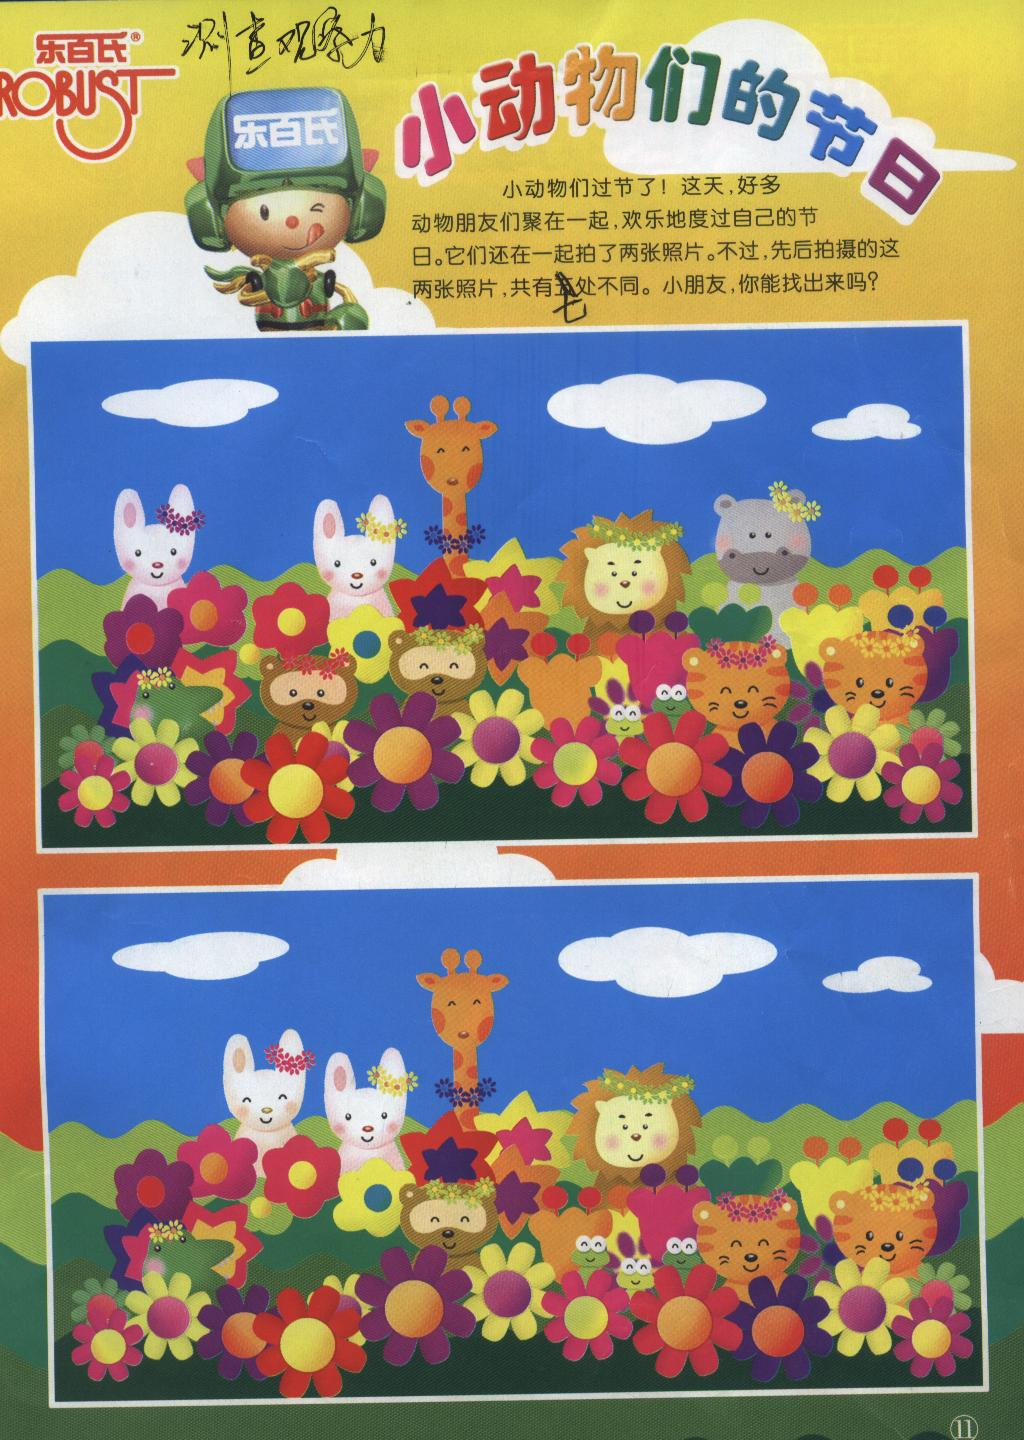 乐百氏®
ROBUST
测查观察力
乐百氏
小动物们的节日
小动物们过节了！这天,好多
动物朋友们聚在一起,欢乐地度过自己的节
日。它们还在一起拍了两张照片。不过,先后拍摄的这
两张照片,共有七处不同。小朋友,你能找出来吗?
11